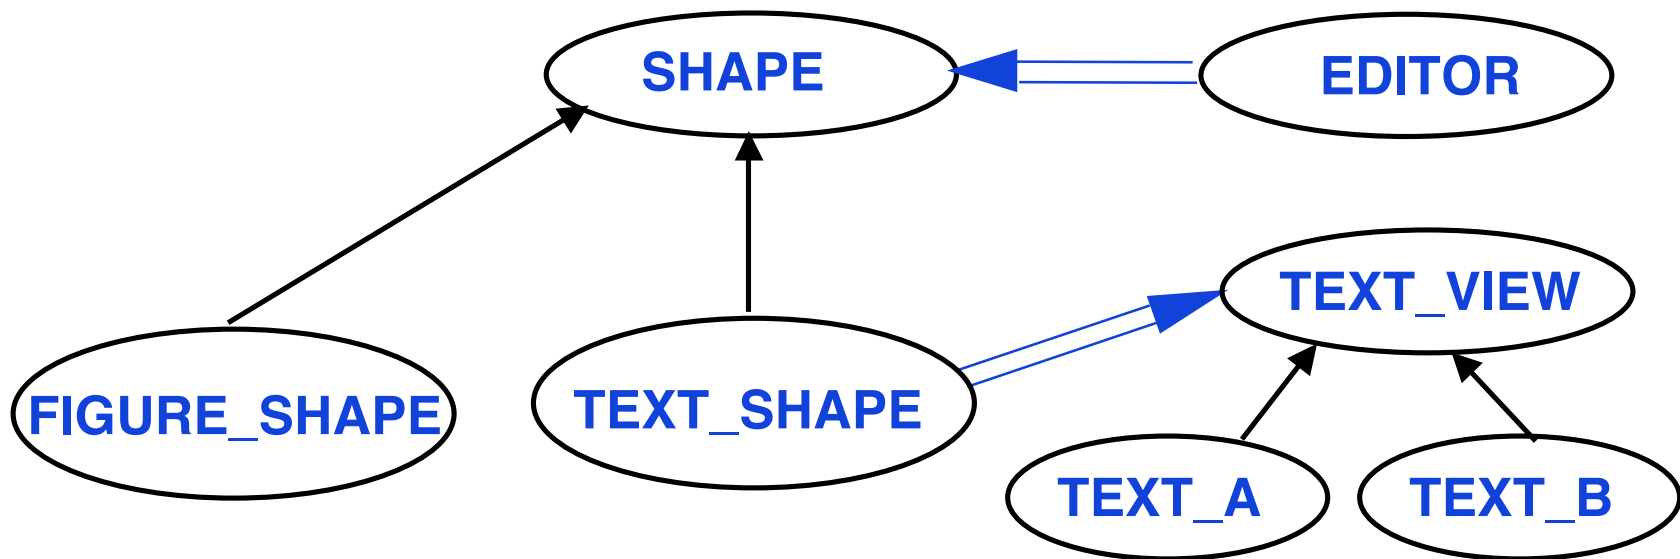 SHAPE
EDITOR
TEXT_VIEW
FIGURE_SHAPE
TEXT_SHAPE
TEXT_A
TEXT_B